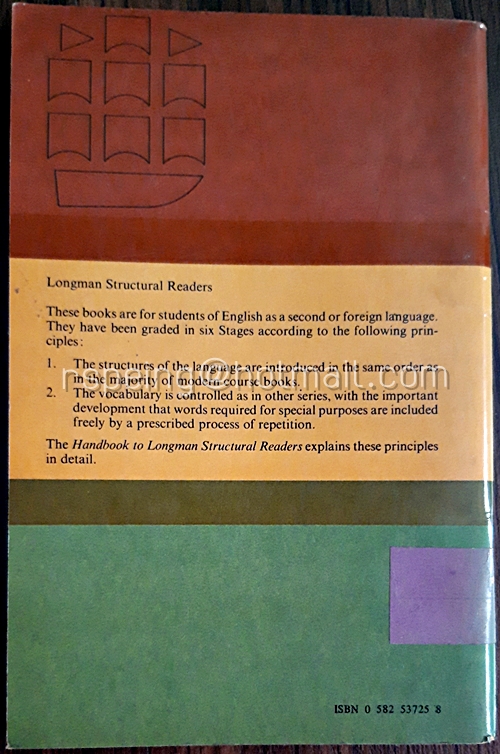 Longman Structural Readers
These books are for students of English as a second or foreign language.
They have been graded in six Stages according to the following prin-
ciples:
1. The structures of the language are introduced in the same order as
in the majority of modern course books.
2. The vocabulary is controlled as in other series, with the important
development that words required for special purposes are included
freely by a prescribed process of repetition.
The Handbook to Longman Structural Readers explains these principles
in detail.
ISBN 0 582 53725 8